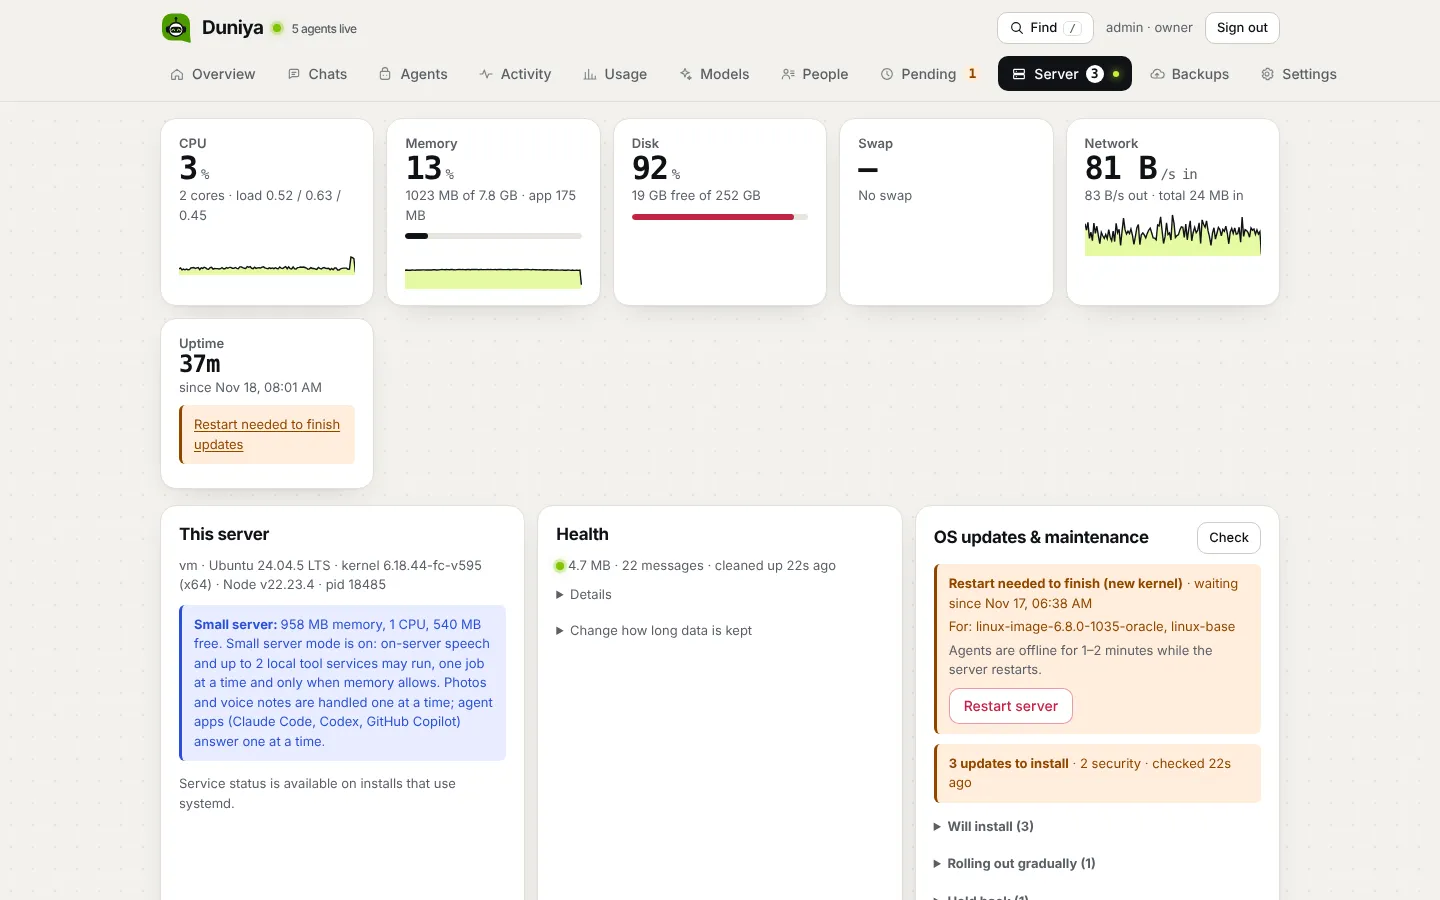 Duniya
5 agents live
Find /
admin · owner
Sign out
Overview
Chats
Agents
Activity
Usage
Models
People
Pending 1
Server 3
Backups
Settings
CPU
3 %
2 cores · load 0.52 / 0.63 /
0.45
Memory
13 %
1023 MB of 7.8 GB · app 175
MB
Disk
92 %
19 GB free of 252 GB
Swap
–
No swap
Network
81 B /s in
83 B/s out · total 24 MB in
Uptime
37m
since Nov 18, 08:01 AM
Restart needed to finish
updates
This server
vm · Ubuntu 24.04.5 LTS · kernel 6.18.44-fc-v595
(x64) · Node v22.23.4 · pid 18485
Small server: 958 MB memory, 1 CPU, 540 MB
free. Small server mode is on: on-server speech
and up to 2 local tool services may run, one job
at a time and only when memory allows. Photos
and voice notes are handled one at a time; agent
apps (Claude Code, Codex, GitHub Copilot)
answer one at a time.
Service status is available on installs that use
systemd.
Health
4.7 MB · 22 messages · cleaned up 22s ago
Details
Change how long data is kept
OS updates & maintenance
Check
Restart needed to finish (new kernel) · waiting
since Nov 17, 06:38 AM
For: linux-image-6.8.0-1035-oracle, linux-base
Agents are offline for 1–2 minutes while the
server restarts.
Restart server
3 updates to install · 2 security · checked 22s
ago
Will install (3)
Rolling out gradually (1)